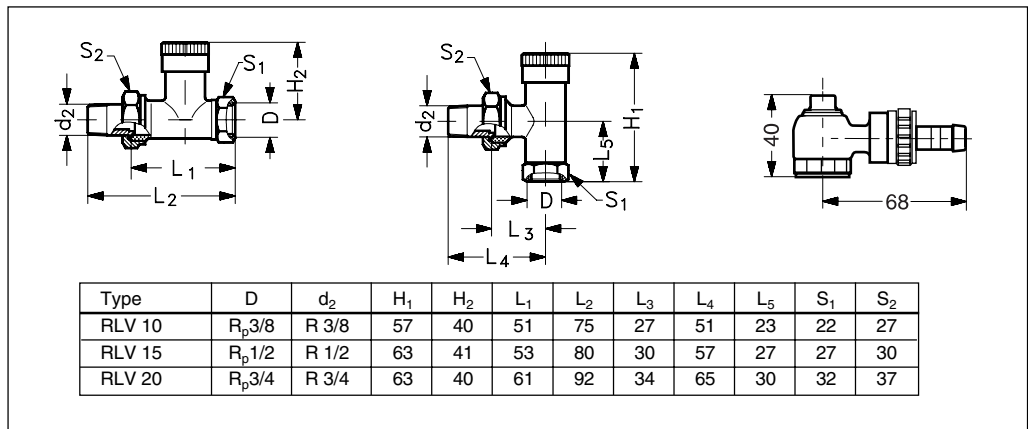 S2 S1 H2 d2 D L1 L2
S2 d2 H1 L5 D S1 L3 L4
40 68
Type D d2 H1 H2 L1 L2 L3 L4 L5 S1 S2
RLV 10 Rp3/8 R 3/8 57 40 51 75 27 51 23 22 27
RLV 15 Rp1/2 R 1/2 63 41 53 80 30 57 27 27 30
RLV 20 Rp3/4 R 3/4 63 40 61 92 34 65 30 32 37